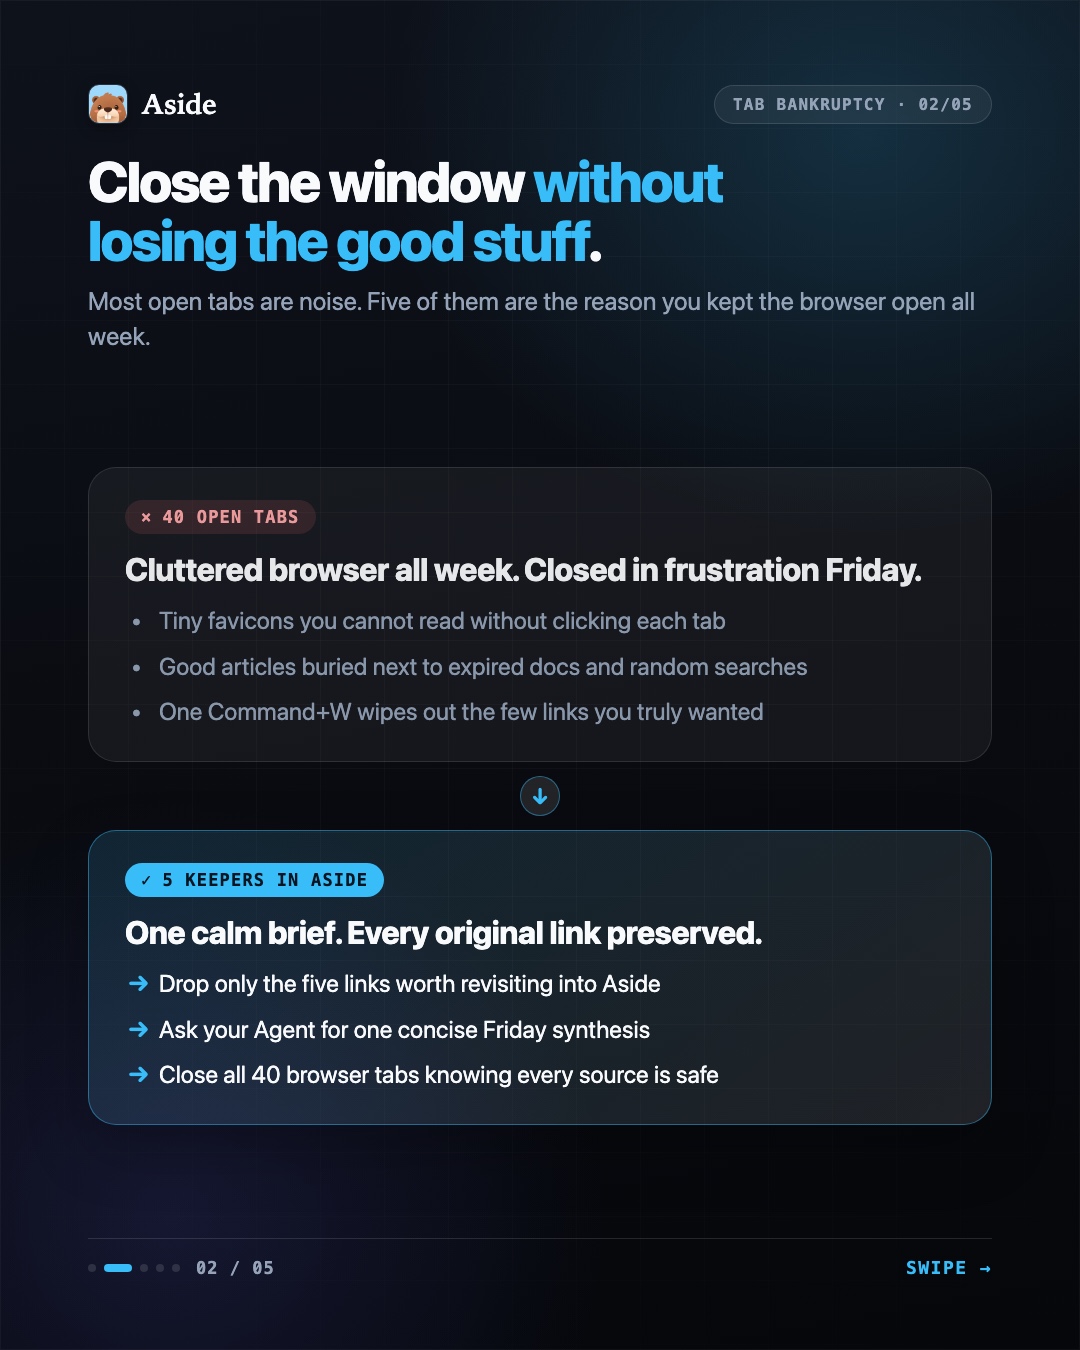 Aside
TAB BANKRUPTCY · 02/05
Close the window without
losing the good stuff.
Most open tabs are noise. Five of them are the reason you kept the browser open all
week.
× 40 OPEN TABS
Cluttered browser all week. Closed in frustration Friday.
• Tiny favicons you cannot read without clicking each tab
• Good articles buried next to expired docs and random searches
• One Command+W wipes out the few links you truly wanted
↓
✓ 5 KEEPERS IN ASIDE
One calm brief. Every original link preserved.
→ Drop only the five links worth revisiting into Aside
→ Ask your Agent for one concise Friday synthesis
→ Close all 40 browser tabs knowing every source is safe
02 / 05
SWIPE →